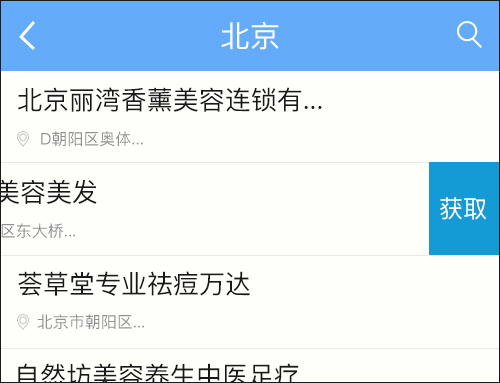 北京
北京丽湾香薰美容连锁有...
D朝阳区奥体...
美容美发
区东大桥...
获取
荟草堂专业祛痘万达
北京市朝阳区...
自然坊美容养生中医足疗